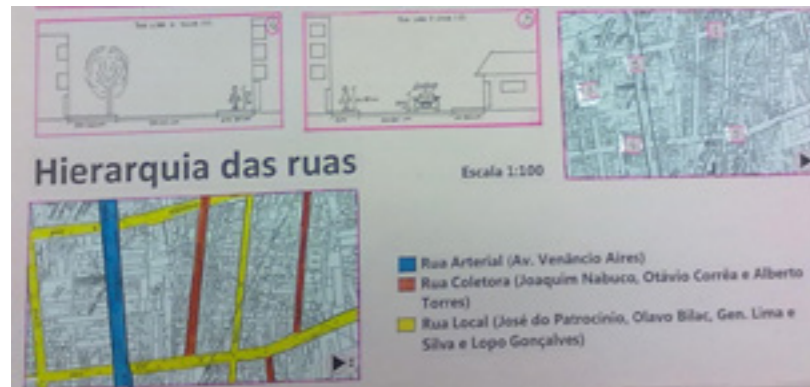 Hierarquia das ruas
Escala 1:100
Rua Arterial (Av. Venâncio Aires)
Rua Coletora (Joaquim Nabuco, Otávio Corrêa e Alberto
Torres)
Rua Local (José do Patrocínio, Olavo Bilac, Gen. Lima e
Silva e Lopo Gonçalves)